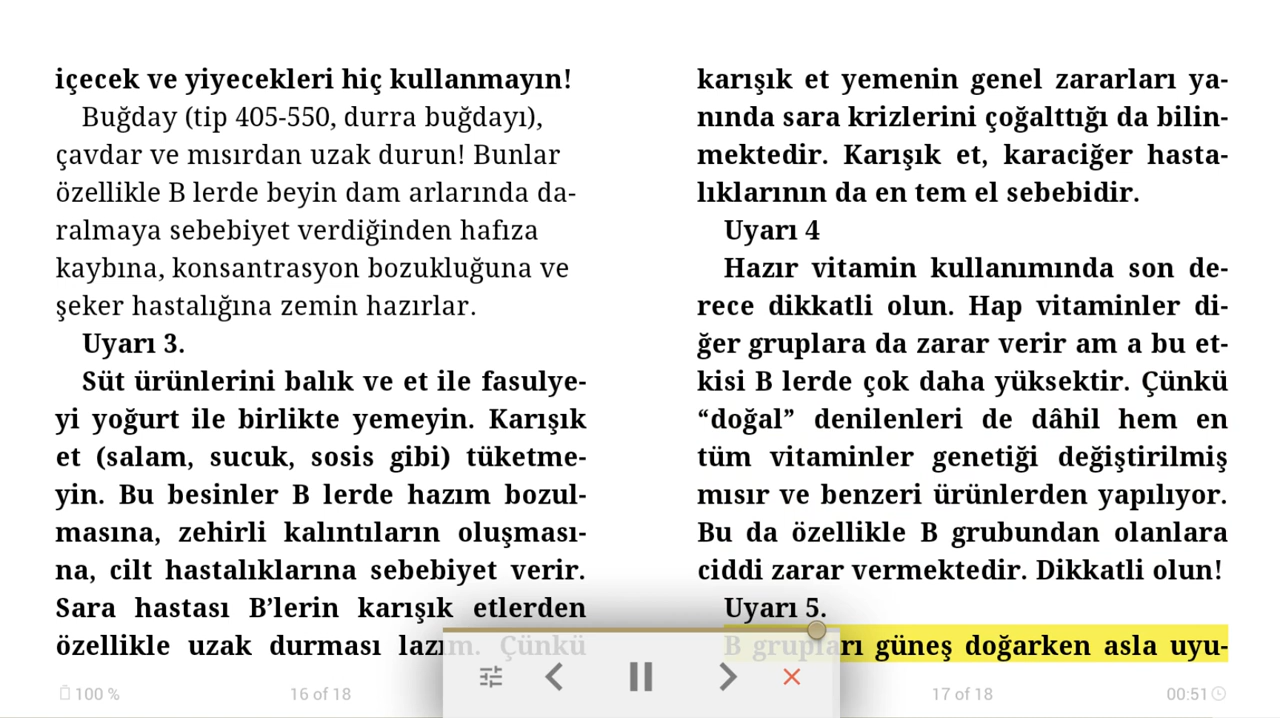 içecek ve yiyecekleri hiç kullanmayın!
Buğday (tip 405-550, durra buğdayı),
çavdar ve mısırdan uzak durun! Bunlar
özellikle B lerde beyin dam arlarında da-
ralmaya sebebiyet verdiğinden hafıza
kaybına, konsantrasyon bozukluğuna ve
şeker hastalığına zemin hazırlar.
Uyarı 3.
Süt ürünlerini balık ve et ile fasulye-
yi yoğurt ile birlikte yemeyin. Karışık
et (salam, sucuk, sosis gibi) tüketme-
yin. Bu besinler B lerde hazım bozul-
masına, zehirli kalıntıların oluşması-
na, cilt hastalıklarına sebebiyet verir.
Sara hastası B’lerin karışık etlerden
özellikle uzak durması lazım. Çünkü
karışık et yemenin genel zararları ya-
nında sara krizlerini çoğalttığı da bilin-
mektedir. Karışık et, karaciğer hasta-
lıklarının da en tem el sebebidir.
Uyarı 4
Hazır vitamin kullanımında son de-
rece dikkatli olun. Hap vitaminler di-
ğer gruplara da zarar verir am a bu et-
kisi B lerde çok daha yüksektir. Çünkü
“doğal” denilenleri de dâhil hem en
tüm vitaminler genetiği değiştirilmiş
mısır ve benzeri ürünlerden yapılıyor.
Bu da özellikle B grubundan olanlara
ciddi zarar vermektedir. Dikkatli olun!
Uyarı 5.
B grupları güneş doğarken asla uyu-
100 %
16 of 18
17 of 18
00:51